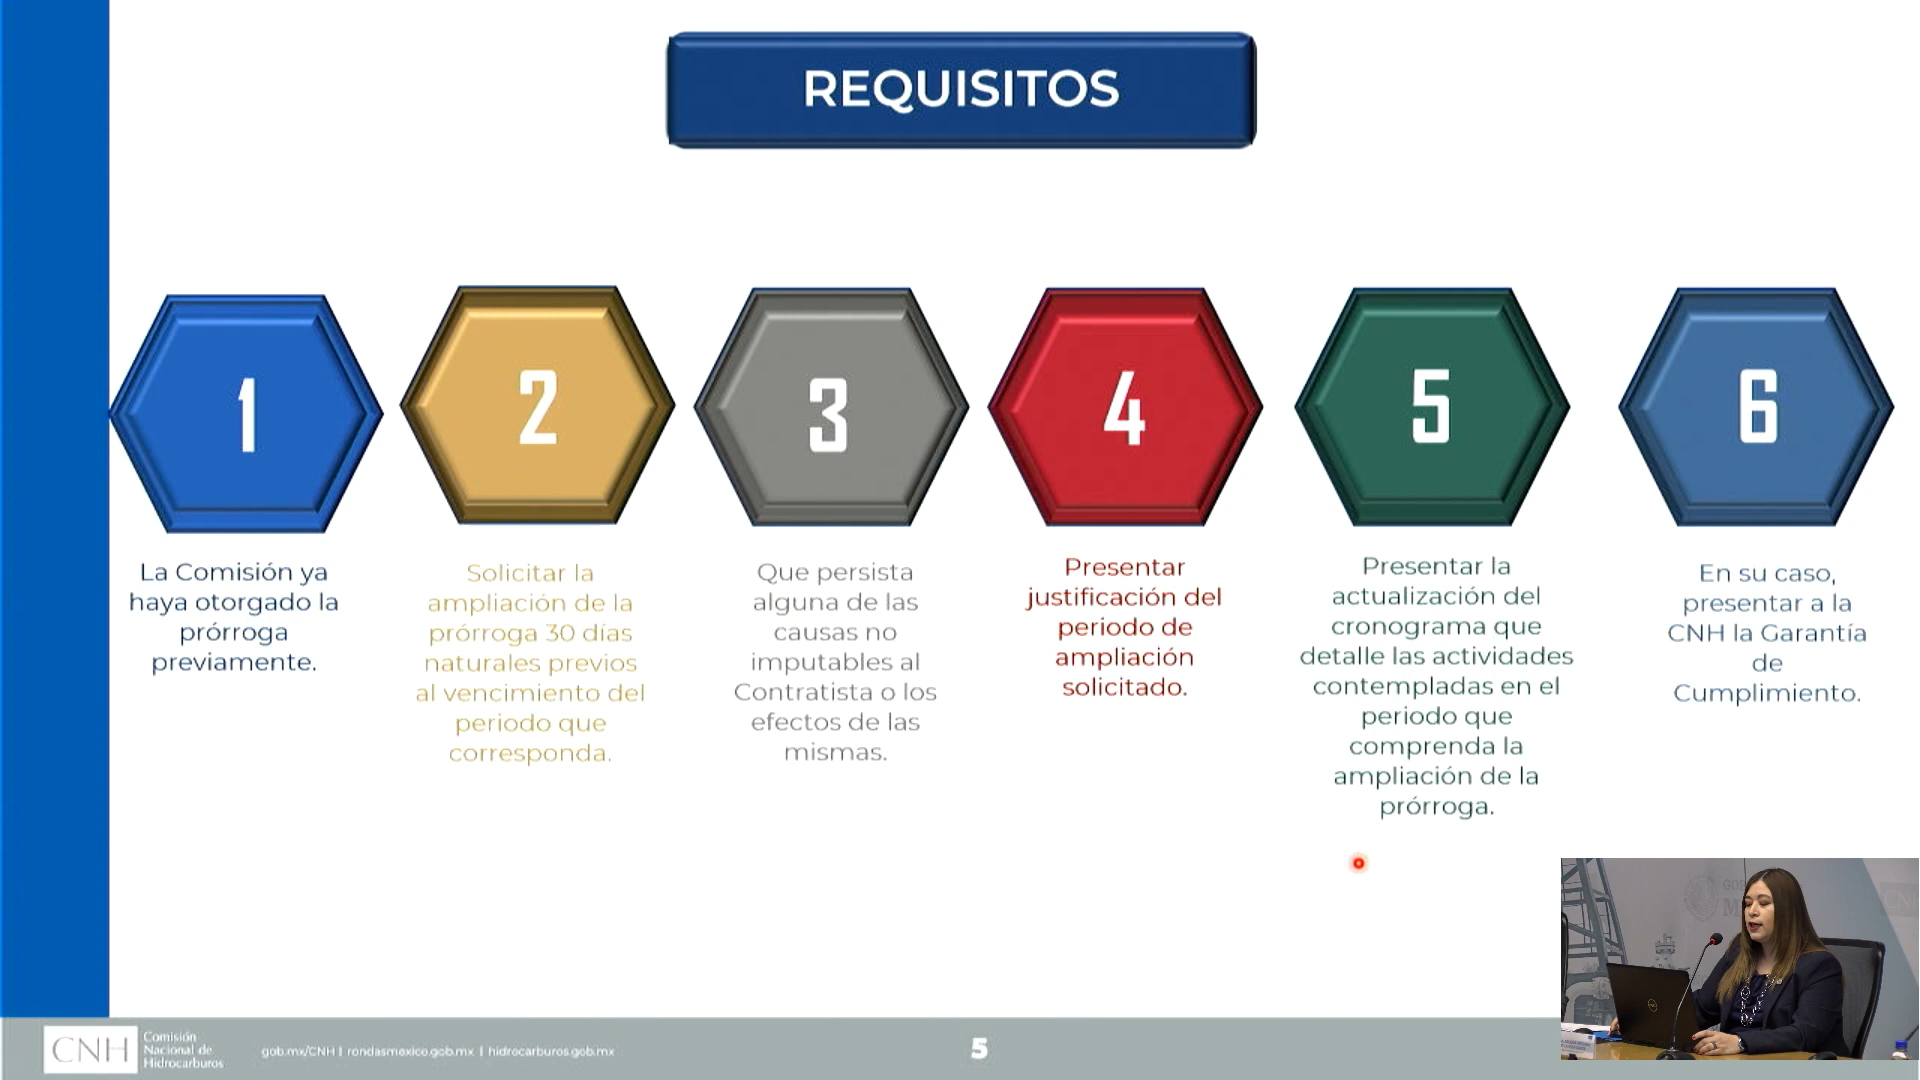 REQUISITOS
1
La Comisión ya
haya otorgado la
prórroga
previamente.
2
Solicitar la
ampliación de la
prórroga 30 días
naturales previos
al vencimiento del
periodo que
corresponda.
3
Que persista
alguna de las
causas no
imputables al
Contratista o los
efectos de las
mismas.
4
Presentar
justificación del
periodo de
ampliación
solicitado.
5
Presentar la
actualización del
cronograma que
detalle las actividades
contempladas en el
periodo que
comprenda la
ampliación de la
prórroga.
6
En su caso,
presentar a la
CNH la Garantía
de
Cumplimiento.
CNH
Comisión
Nacional de
Hidrocarburos
gob.mx/CNH | rondasmexico.gob.mx | hidrocarburos.gob.mx
5